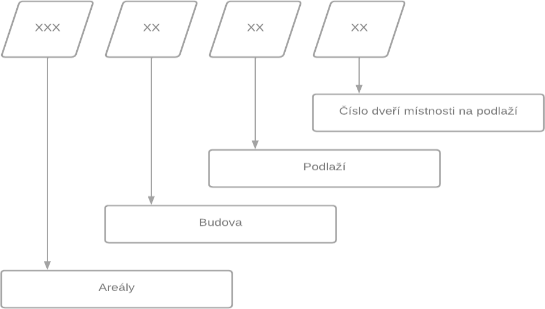 XXX
XX
XX
XX
Číslo dveří místnosti na podlaží
Podlaží
Budova
Areály